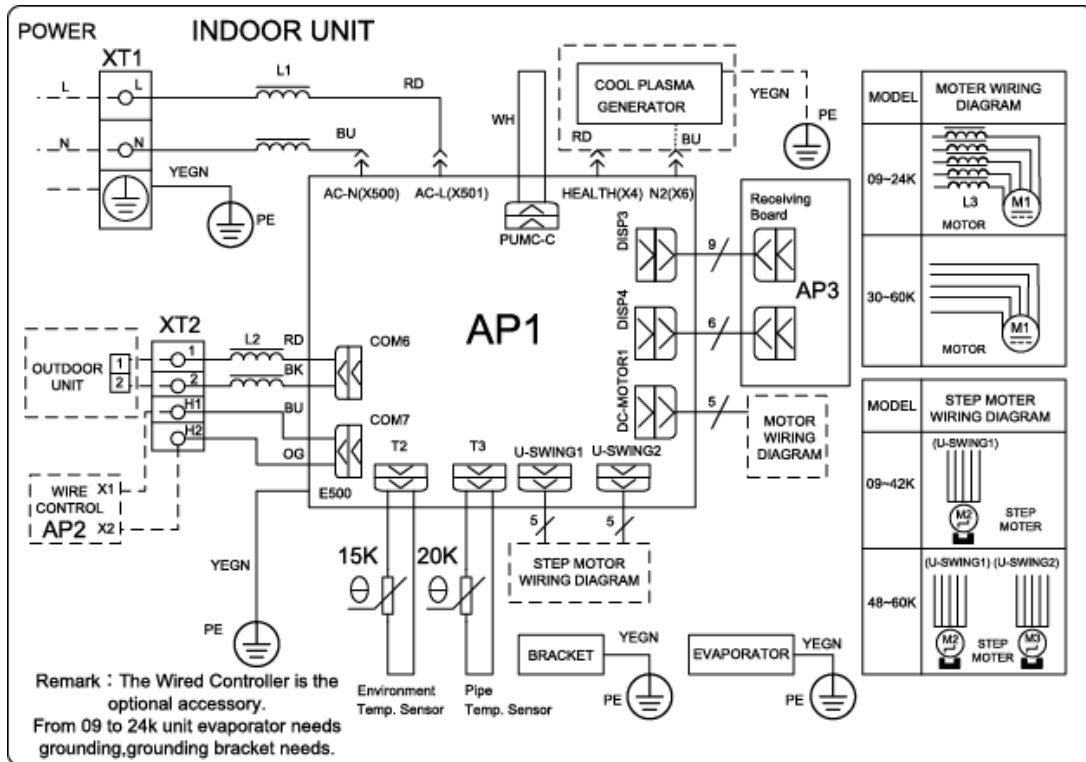 POWER
INDOOR UNIT
XT1
L
L
N
N
L1
RD
BU
YEGN
PE
AC-N(X500)
AC-L(X501)
WH
PUMC-C
COOL PLASMA
GENERATOR
RD
BU
YEGN
PE
HEALTH(X4)
N2(X6)
AP1
DISP3
DISP4
DC-MOTOR1
9
6
5
Receiving
Board
AP3
MOTOR
WIRING
DIAGRAM
XT2
OUTDOOR
UNIT
1
2
1
2
H1
H2
L2
RD
BK
BU
OG
COM6
COM7
E500
WIRE
CONTROL
AP2
X1
X2
YEGN
PE
T2
T3
U-SWING1
U-SWING2
5
5
STEP MOTOR
WIRING DIAGRAM
15K
20K
θ
θ
Environment
Temp. Sensor
Pipe
Temp. Sensor
BRACKET
YEGN
PE
EVAPORATOR
YEGN
PE
Remark：The Wired Controller is the
optional accessory.
From 09 to 24k unit evaporator needs
grounding,grounding bracket needs.
MODEL
MOTER WIRING
DIAGRAM
09~24K
L3
M1
MOTOR
30~60K
M1
MOTOR
MODEL
STEP MOTER
WIRING DIAGRAM
09~42K
(U-SWING1)
M2
STEP
MOTER
48~60K
(U-SWING1) (U-SWING2)
M2
STEP
MOTER
M3